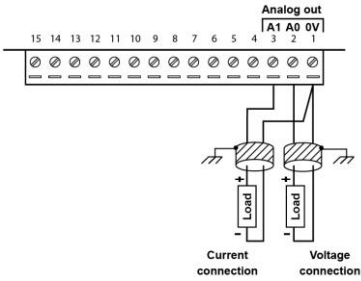 Analog out
A1 A0 0V
15 14 13 12 11 10 9 8 7 6 5 4 3 2 1
+ +
Load Load
- -
Current connection
Voltage connection